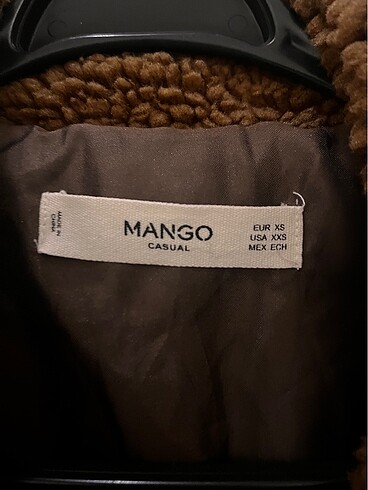 MADE IN
CHINA
MANGO
CASUAL
EUR XS
USA XXS
MEX ECH